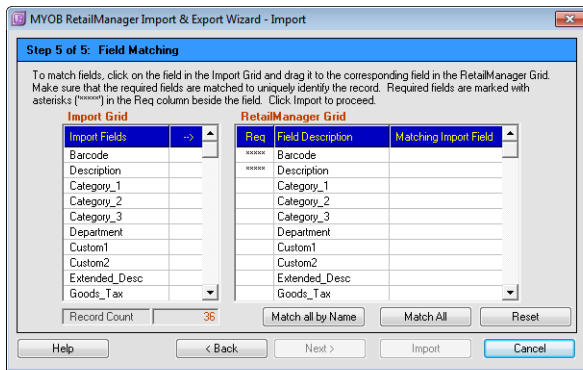 MYOB RetailManager Import & Export Wizard - Import
Step 5 of 5: Field Matching
To match fields, click on the field in the Import Grid and drag it to the corresponding field in the RetailManager Grid.
Make sure that the required fields are matched to uniquely identify the record. Required fields are marked with
asterisks ('*****') in the Req column beside the field. Click Import to proceed.
Import Grid RetailManager Grid
Import Fields --> Req Field Description Matching Import Field
Barcode ***** Barcode
Description ***** Description
Category_1 Category_1
Category_2 Category_2
Category_3 Category_3
Department Department
Custom1 Custom1
Custom2 Custom2
Extended_Desc Extended_Desc
Goods_Tax Goods_Tax
Record Count 36 Match all by Name Match All Reset
Help < Back Next > Import Cancel